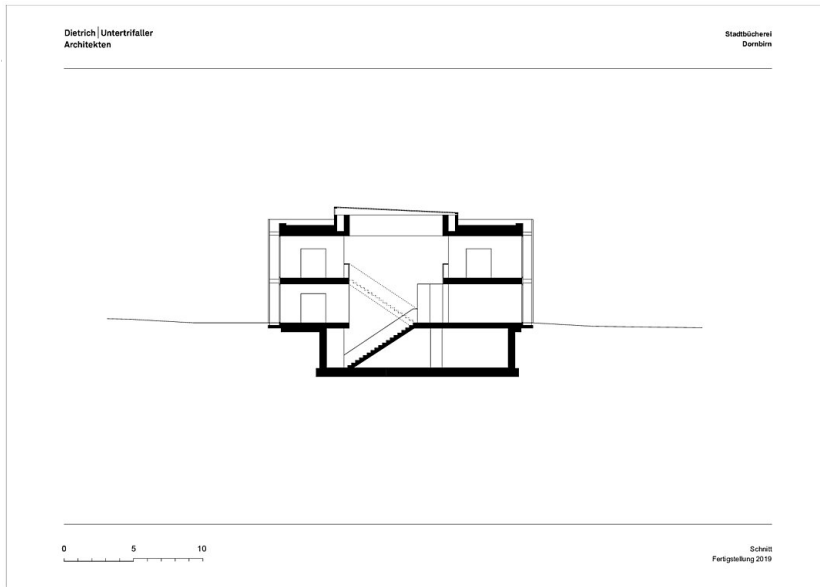 Dietrich | Untertrifaller
Architekten
Stadtbücherei
Dornbirn
0 5 10
Schnitt
Fertigstellung 2019